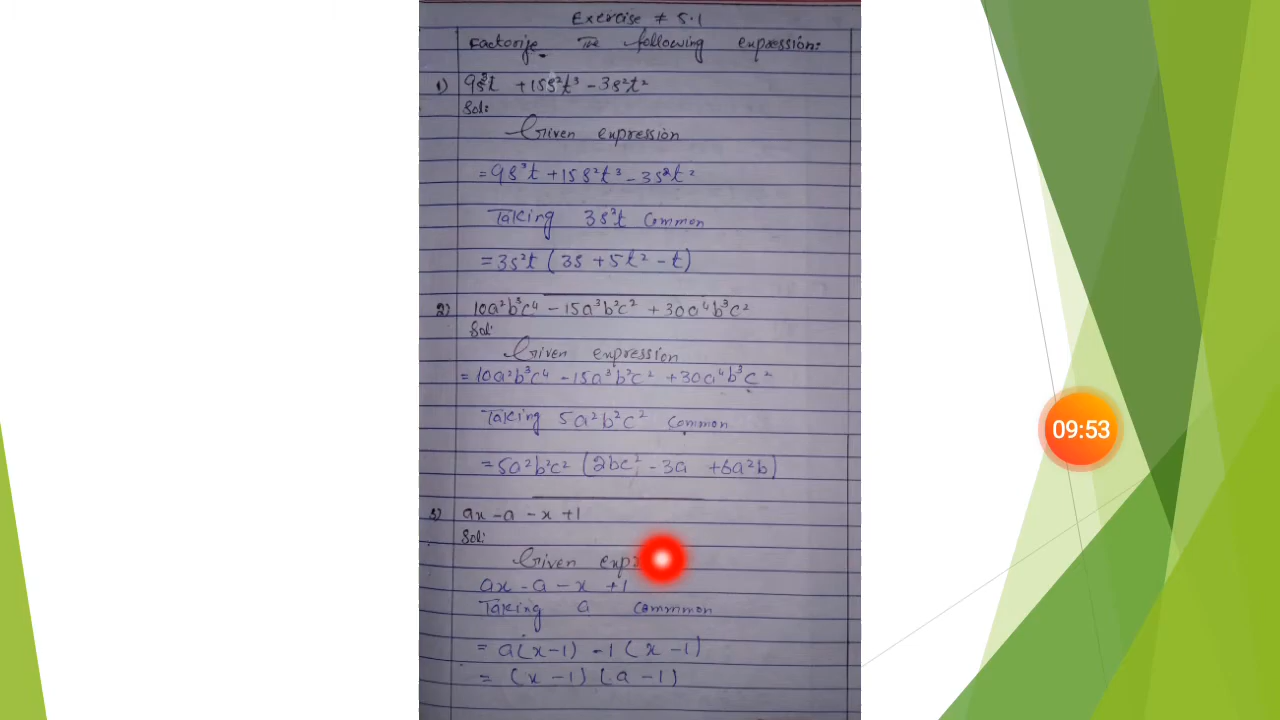 Exercise # 5.1
Factorize The following expression:
1) 9s³t + 15s²t³ - 3s²t²
Sol:
Given expression
= 9s³t + 15s²t³ - 3s²t²
Taking 3s²t common
= 3s²t (3s + 5t² - t)
2) 10a²b³c⁴ - 15a³b²c² + 30a⁴b³c²
Sol:
Given expression
= 10a²b³c⁴ - 15a³b²c² + 30a⁴b³c²
Taking 5a²b²c² common
= 5a²b²c² (2bc² - 3a + 6a²b)
3) ax - a - x + 1
Sol:
Given
ax - a - x + 1
Taking a commmon
= a(x-1) -1(x-1)
= (x-1) (a-1)
09:53